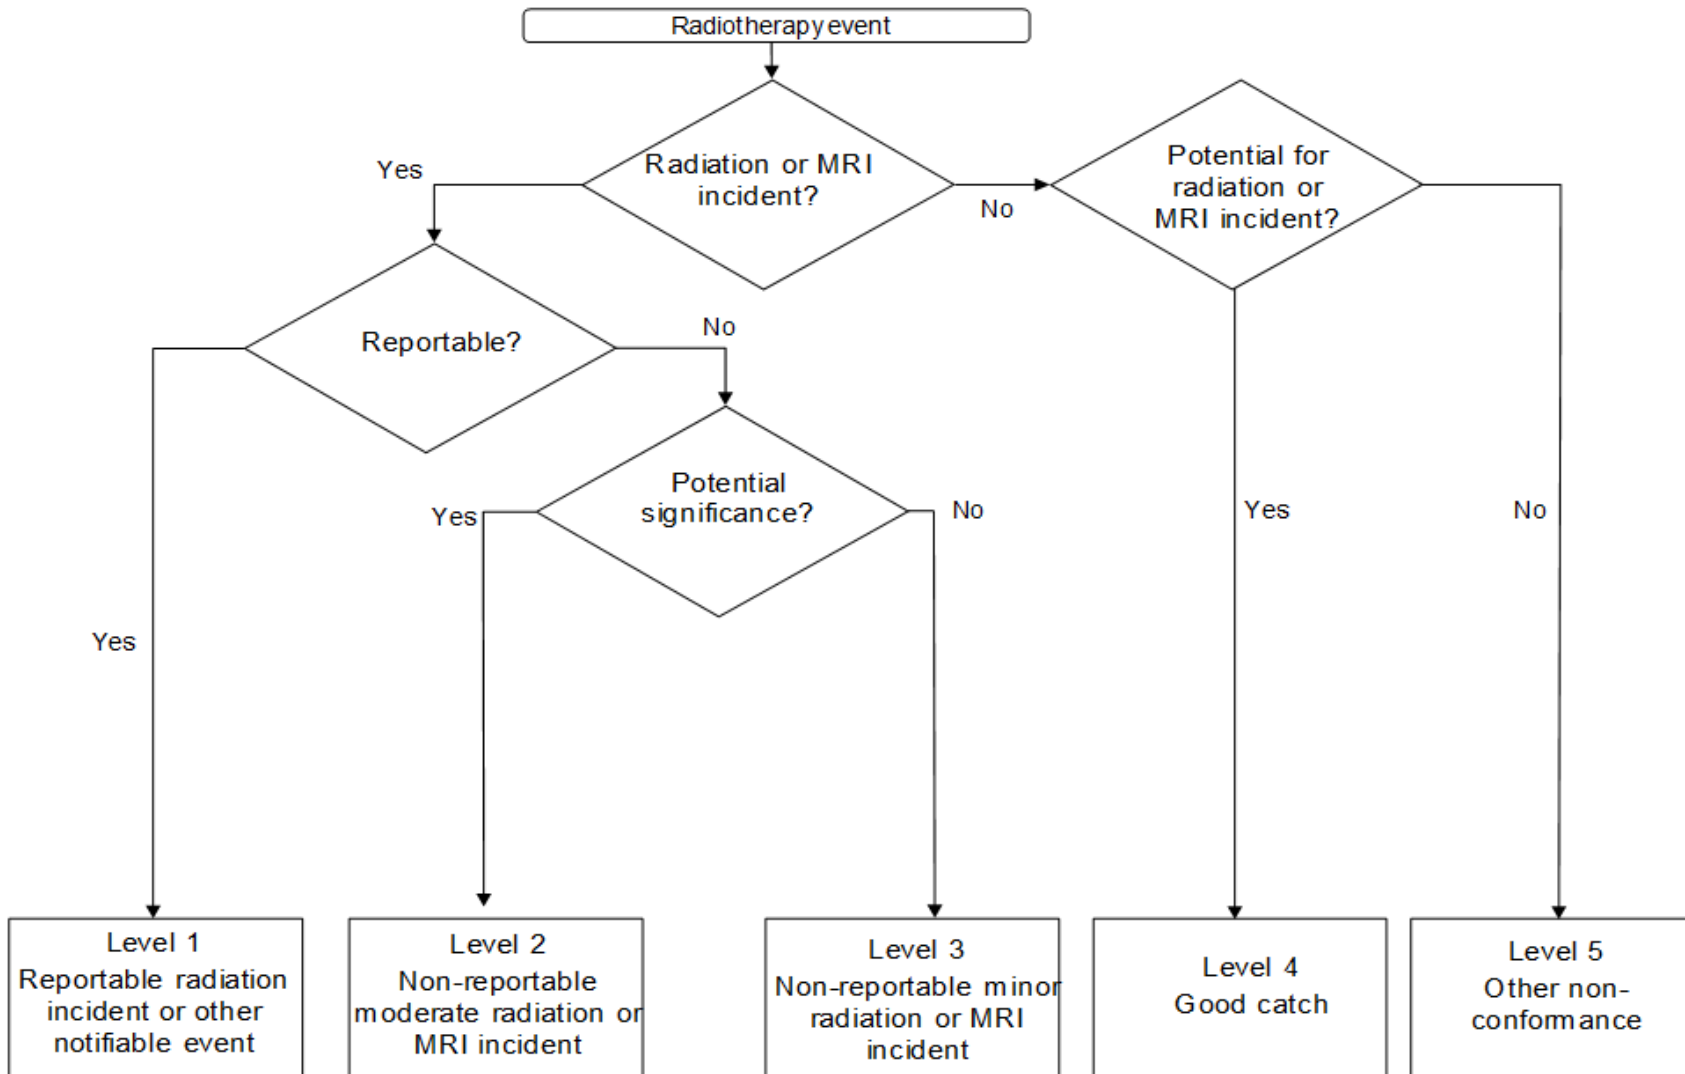 Radiotherapy event
Radiation or MRI
incident?
Yes
No
Potential for
radiation or
MRI incident?
Reportable?
No
Yes
Potential
significance?
Yes
No
Yes
No
Level 1
Reportable radiation
incident or other
notifiable event
Level 2
Non-reportable
moderate radiation or
MRI incident
Level 3
Non-reportable minor
radiation or MRI
incident
Level 4
Good catch
Level 5
Other non-
conformance